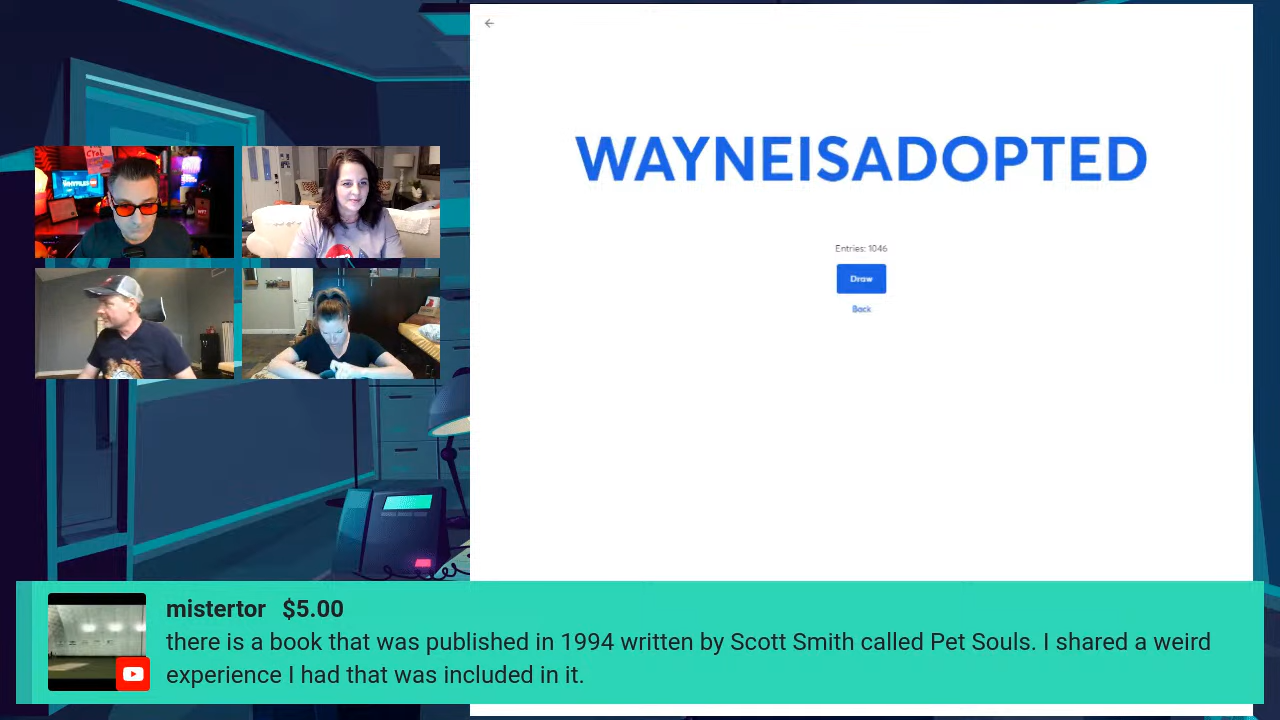 WAYNEISADOPTED
Entries: 1046
Draw
Back
mistertor $5.00
there is a book that was published in 1994 written by Scott Smith called Pet Souls. I shared a weird
experience I had that was included in it.